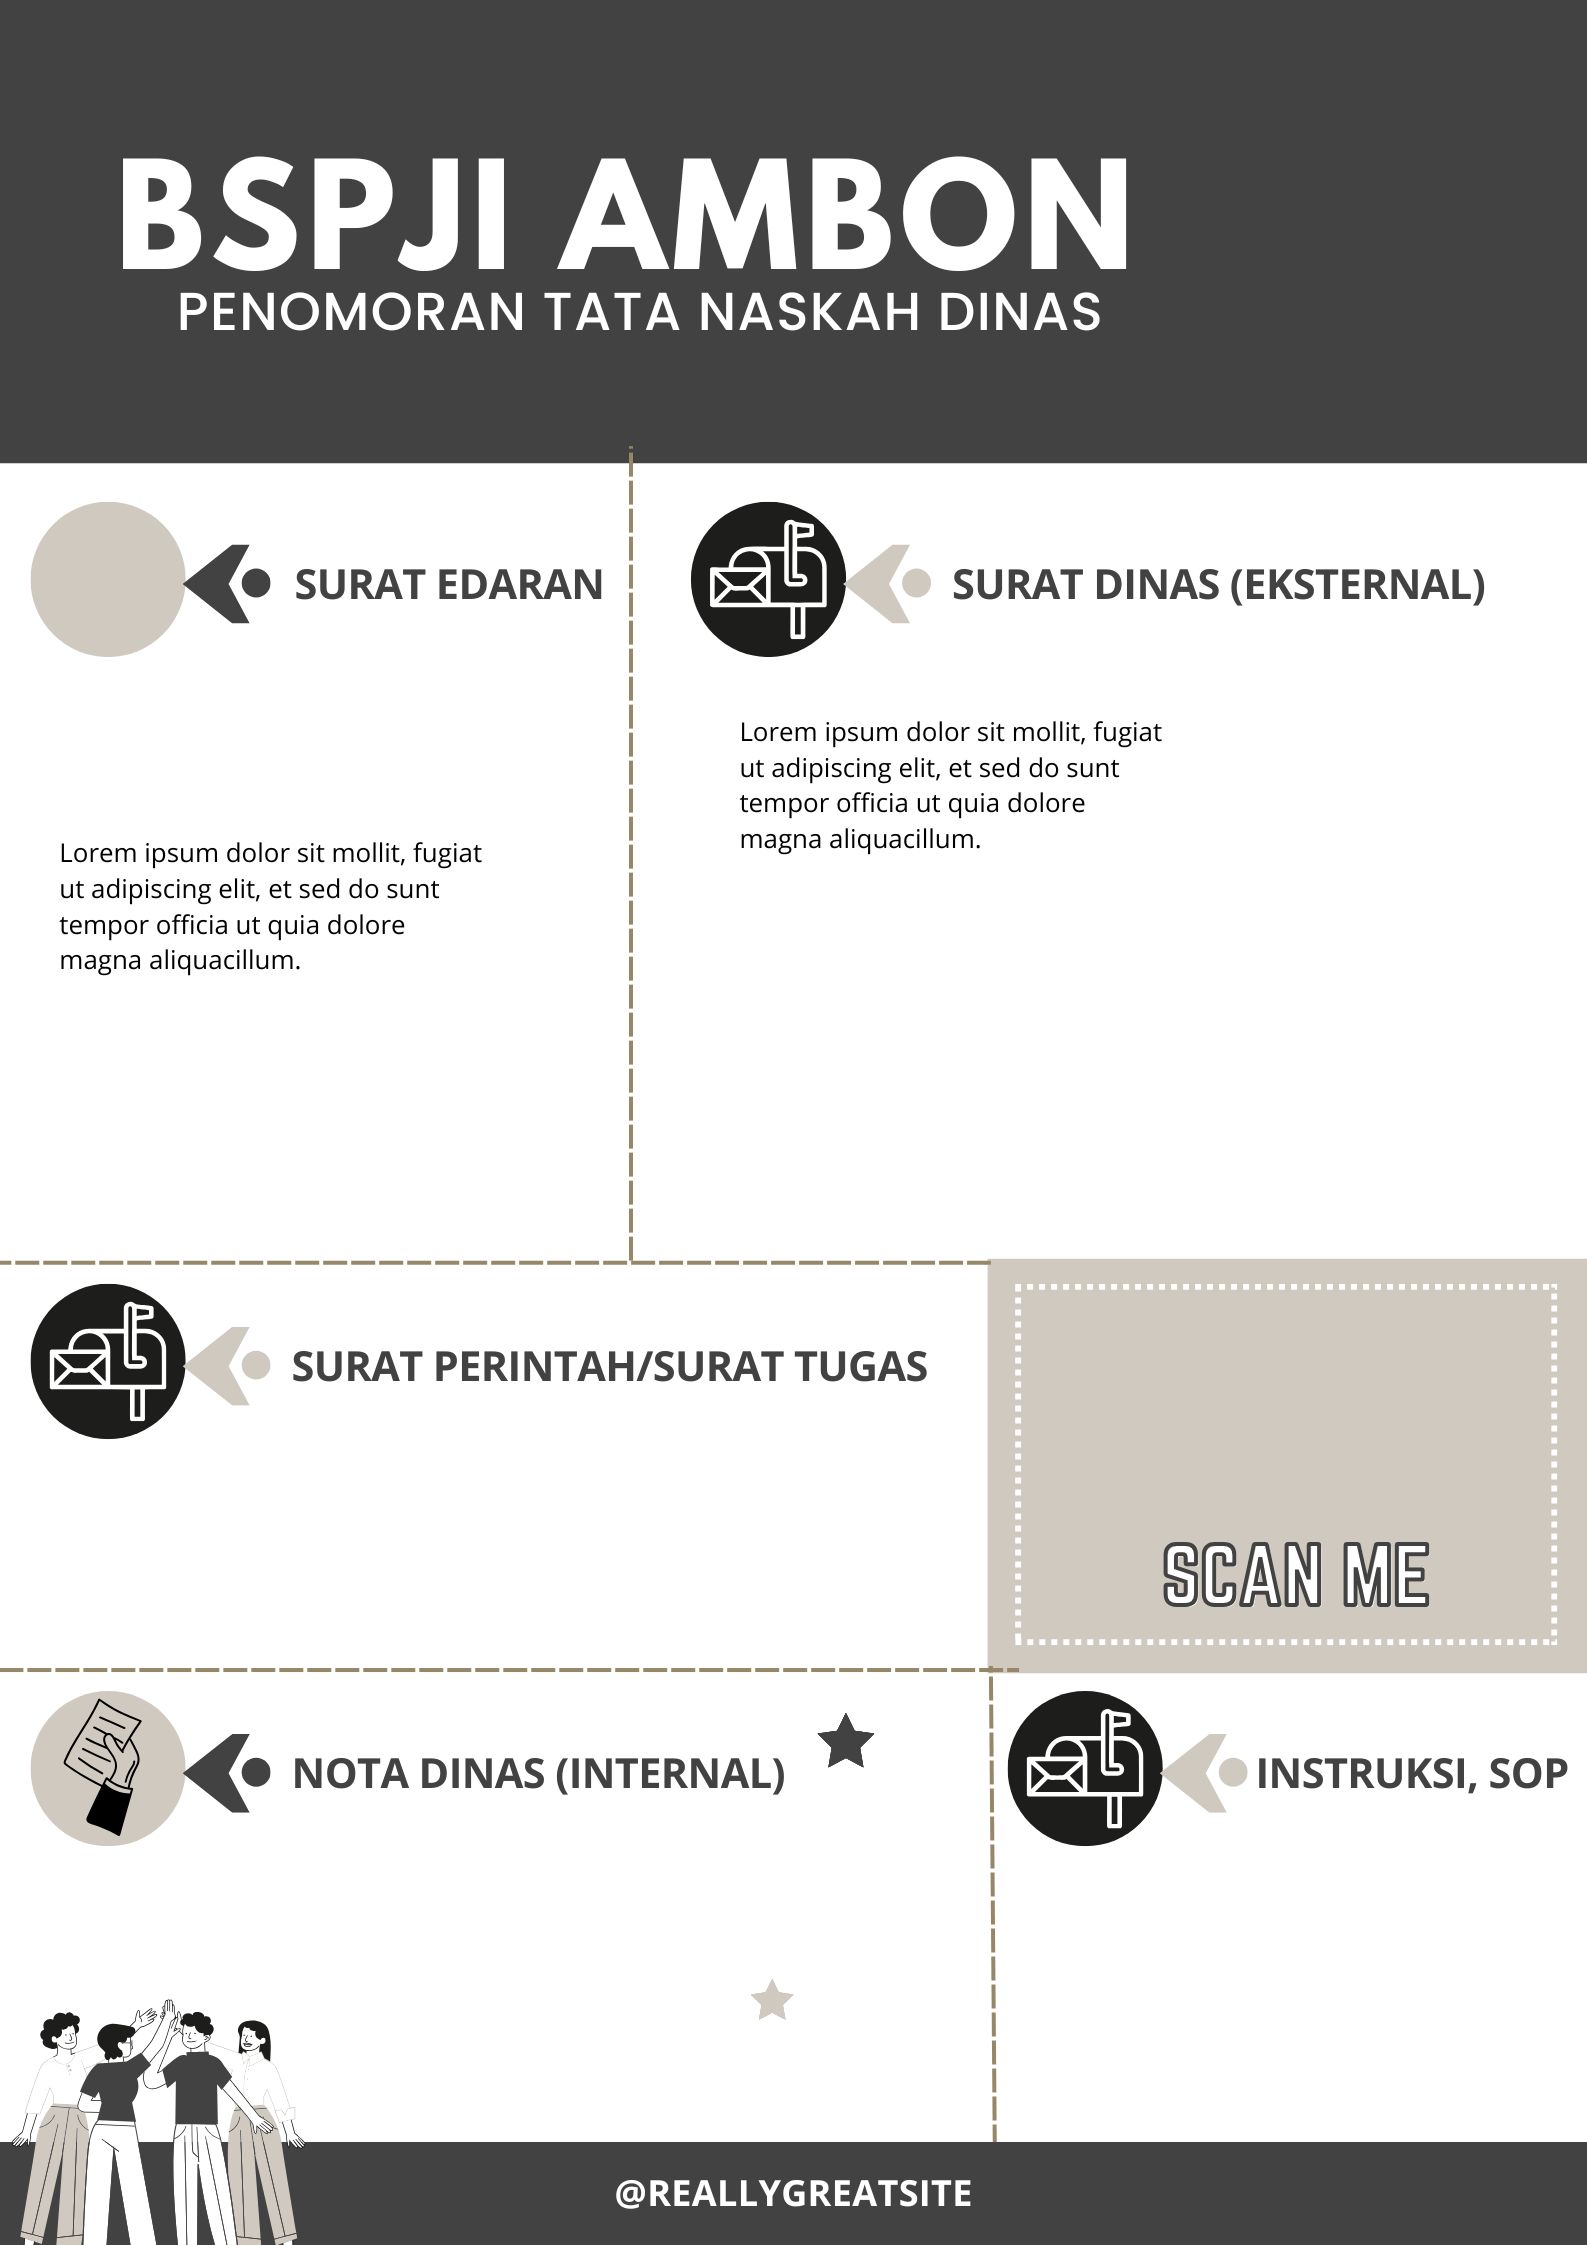 BSPJI AMBON
PENOMORAN TATA NASKAH DINAS
SURAT EDARAN
Lorem ipsum dolor sit mollit, fugiat
ut adipiscing elit, et sed do sunt
tempor officia ut quia dolore
magna aliquacillum.
SURAT DINAS (EKSTERNAL)
Lorem ipsum dolor sit mollit, fugiat
ut adipiscing elit, et sed do sunt
tempor officia ut quia dolore
magna aliquacillum.
SURAT PERINTAH/SURAT TUGAS
SCAN ME
NOTA DINAS (INTERNAL)
INSTRUKSI, SOP
@REALLYGREATSITE